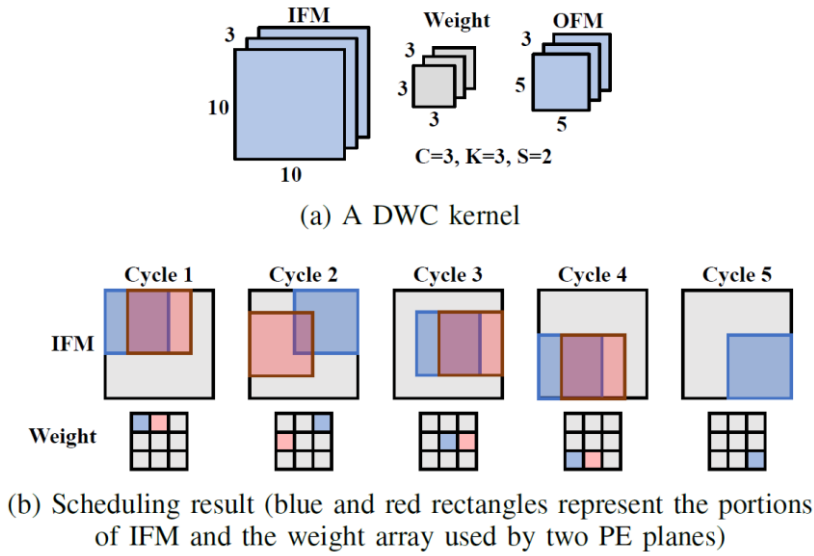 IFM Weight OFM
3 3 3
10 3 5
3 5
10
C=3, K=3, S=2
(a) A DWC kernel
Cycle 1 Cycle 2 Cycle 3 Cycle 4 Cycle 5
IFM
Weight
(b) Scheduling result (blue and red rectangles represent the portions
of IFM and the weight array used by two PE planes)